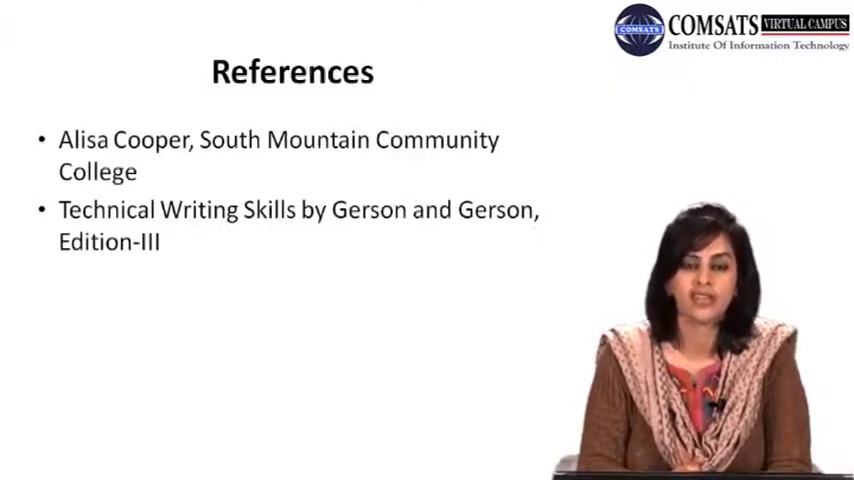 COMSATS VIRTUAL CAMPUS
Institute Of Information Technology
COMSATS
References
• Alisa Cooper, South Mountain Community
College
• Technical Writing Skills by Gerson and Gerson,
Edition-III